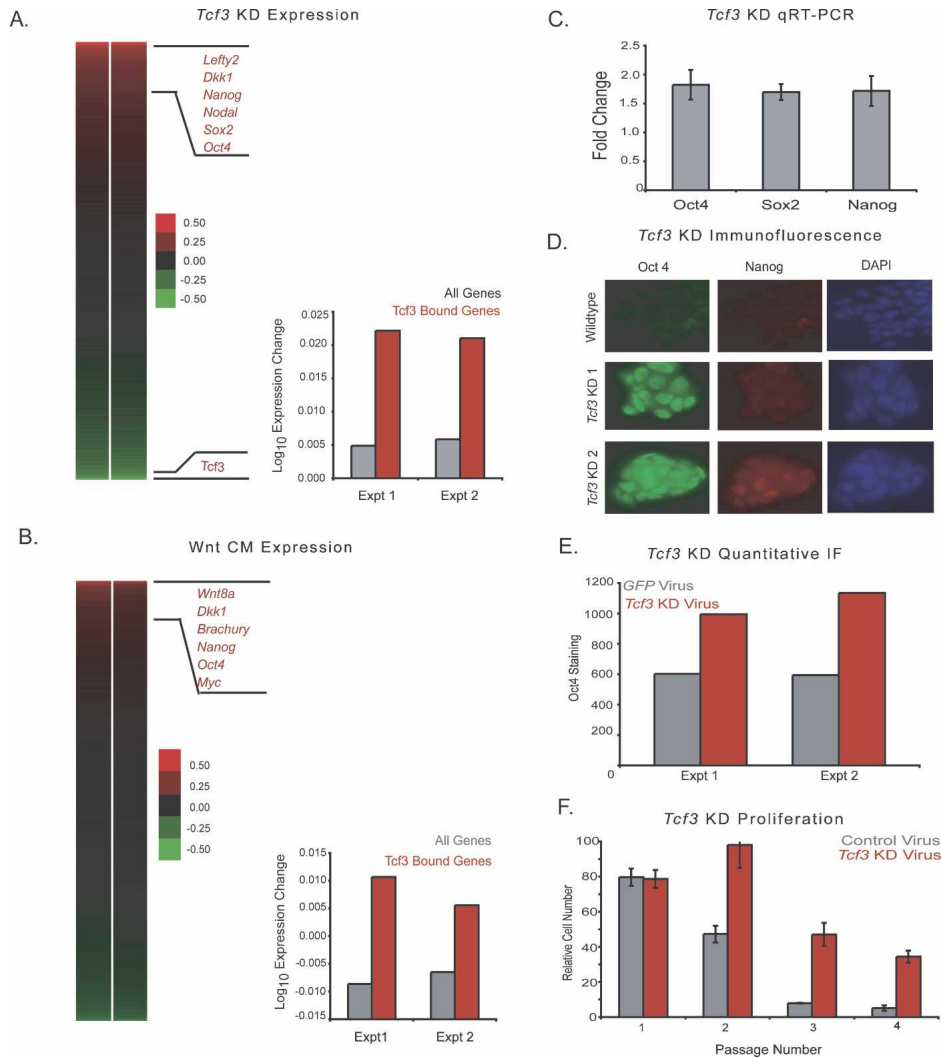 A.
Tcf3 KD Expression
Lefty2
Dkk1
Nanog
Nodal
Sox2
Oct4
0.50
0.25
0.00
-0.25
-0.50
Tcf3
All Genes
Tcf3 Bound Genes
Log10 Expression Change
0.025
0.020
0.015
0.010
0.005
0.000
Expt 1
Expt 2
B.
Wnt CM Expression
Wnt8a
Dkk1
Brachury
Nanog
Oct4
Myc
0.50
0.25
0.00
-0.25
-0.50
All Genes
Tcf3 Bound Genes
Log10 Expression Change
0.015
0.010
0.005
0.000
-0.005
-0.010
-0.015
Expt1
Expt 2
C.
Tcf3 KD qRT-PCR
Fold Change
2.5
2.0
1.5
1.0
0.5
0
Oct4
Sox2
Nanog
D.
Tcf3 KD Immunofluorescence
Oct 4
Nanog
DAPI
Wildtype
Tcf3 KD 1
Tcf3 KD 2
E.
Tcf3 KD Quantitative IF
GFP Virus
Tcf3 KD Virus
Oct4 Staining
1200
1000
800
600
400
200
0
Expt 1
Expt 2
F.
Tcf3 KD Proliferation
Control Virus
Tcf3 KD Virus
Relative Cell Number
100
80
60
40
20
0
1
2
3
4
Passage Number